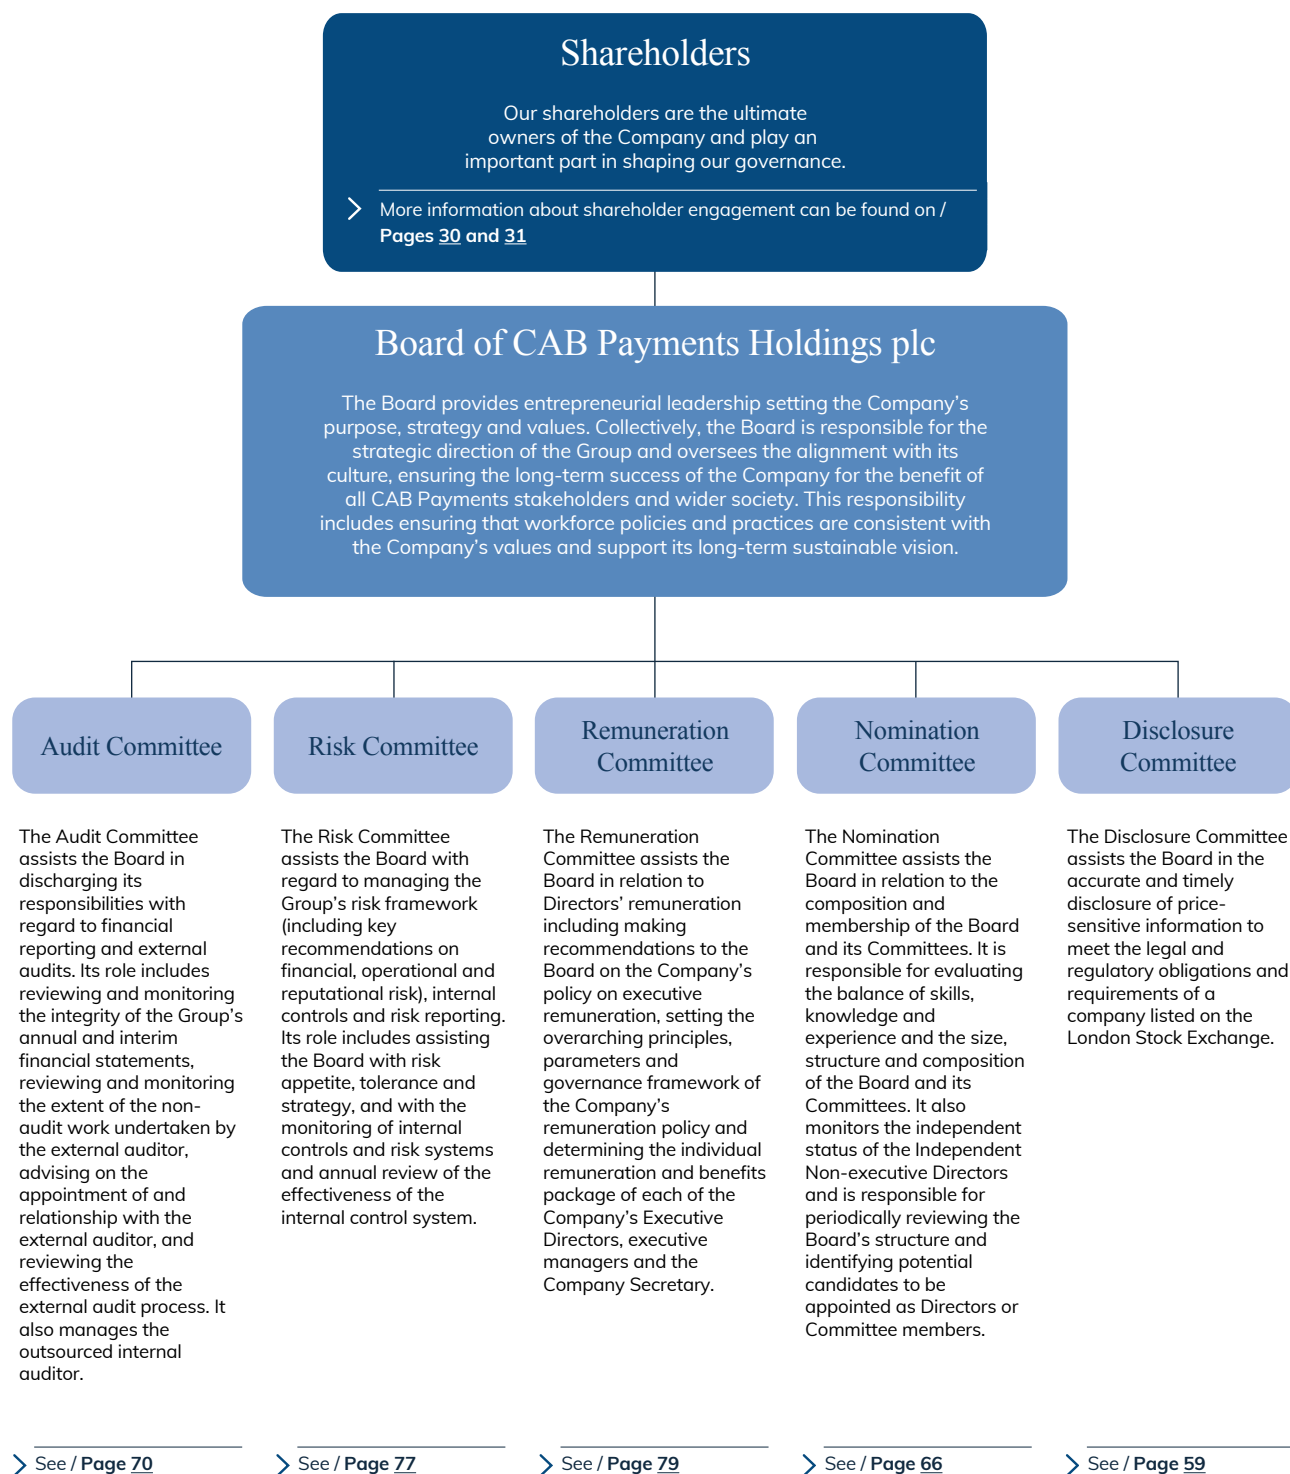 Shareholders
Our shareholders are the ultimate
owners of the Company and play an
important part in shaping our governance.
More information about shareholder engagement can be found on /
Pages 30 and 31
Board of CAB Payments Holdings plc
The Board provides entrepreneurial leadership setting the Company’s
purpose, strategy and values. Collectively, the Board is responsible for the
strategic direction of the Group and oversees the alignment with its
culture, ensuring the long-term success of the Company for the benefit of
all CAB Payments stakeholders and wider society. This responsibility
includes ensuring that workforce policies and practices are consistent with
the Company’s values and support its long-term sustainable vision.
Audit Committee
The Audit Committee
assists the Board in
discharging its
responsibilities with
regard to financial
reporting and external
audits. Its role includes
reviewing and monitoring
the integrity of the Group’s
annual and interim
financial statements,
reviewing and monitoring
the extent of the non-
audit work undertaken by
the external auditor,
advising on the
appointment of and
relationship with the
external auditor, and
reviewing the
effectiveness of the
external audit process. It
also manages the
outsourced internal
auditor.
See / Page 70
Risk Committee
The Risk Committee
assists the Board with
regard to managing the
Group’s risk framework
(including key
recommendations on
financial, operational and
reputational risk), internal
controls and risk reporting.
Its role includes assisting
the Board with risk
appetite, tolerance and
strategy, and with the
monitoring of internal
controls and risk systems
and annual review of the
effectiveness of the
internal control system.
See / Page 77
Remuneration
Committee
The Remuneration
Committee assists the
Board in relation to
Directors’ remuneration
including making
recommendations to the
Board on the Company’s
policy on executive
remuneration, setting the
overarching principles,
parameters and
governance framework of
the Company’s
remuneration policy and
determining the individual
remuneration and benefits
package of each of the
Company’s Executive
Directors, executive
managers and the
Company Secretary.
See / Page 79
Nomination
Committee
The Nomination
Committee assists the
Board in relation to the
composition and
membership of the Board
and its Committees. It is
responsible for evaluating
the balance of skills,
knowledge and
experience and the size,
structure and composition
of the Board and its
Committees. It also
monitors the independent
status of the Independent
Non-executive Directors
and is responsible for
periodically reviewing the
Board’s structure and
identifying potential
candidates to be
appointed as Directors or
Committee members.
See / Page 66
Disclosure
Committee
The Disclosure Committee
assists the Board in the
accurate and timely
disclosure of price-
sensitive information to
meet the legal and
regulatory obligations and
requirements of a
company listed on the
London Stock Exchange.
See / Page 59